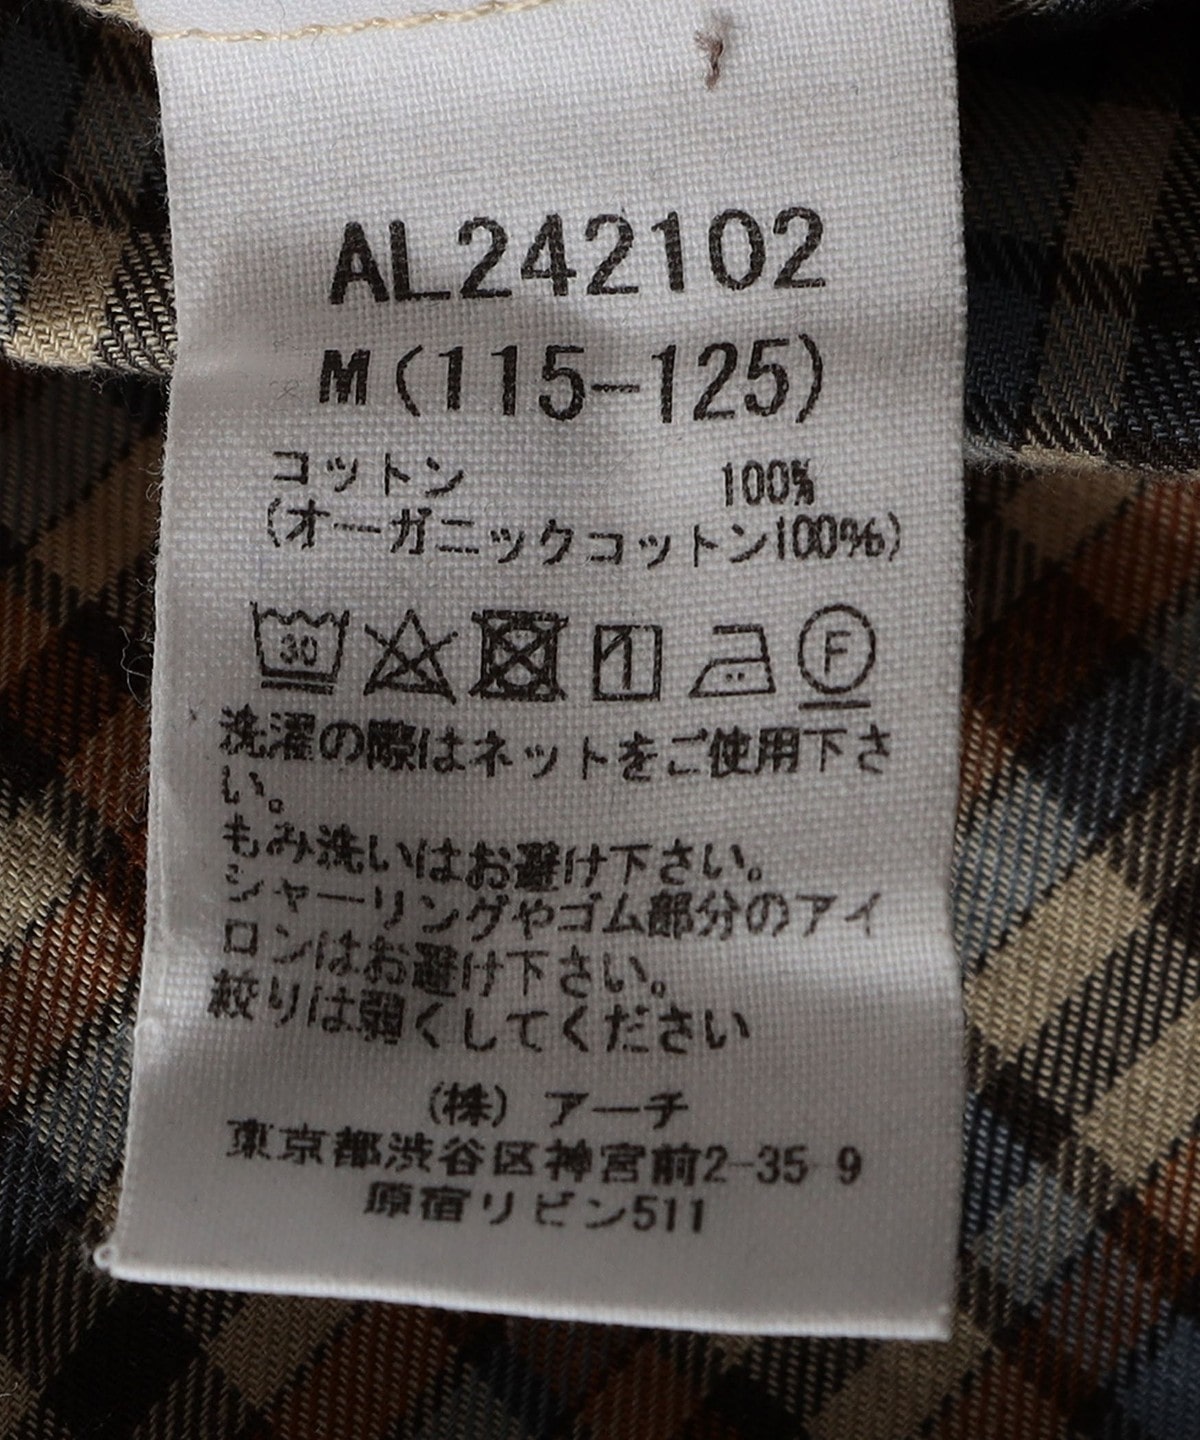 AL242102
M(115-125)
コットン 100%
(オーガニックコットン100%)
30 F
洗濯の際はネットをご使用下さ
い。
もみ洗いはお避け下さい。
シャーリングやゴム部分のアイ
ロンはお避け下さい。
絞りは弱くしてください
(株) アーチ
東京都渋谷区神宮前2-35 9
原宿リビン511